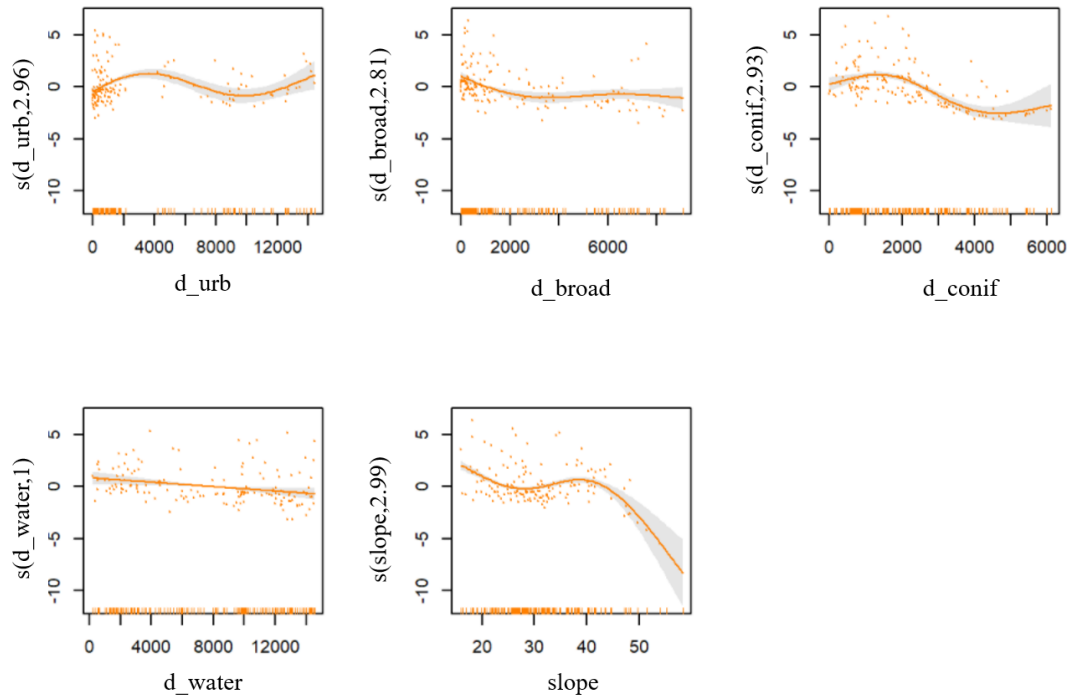 s(d_urb,2.96)
5
0
-5
-10
0 4000 8000 12000
d_urb
s(d_broad,2.81)
5
0
-5
-10
0 2000 6000
d_broad
s(d_conif,2.93)
5
0
-5
-10
0 2000 4000 6000
d_conif
s(d_water,1)
5
0
-5
-10
0 4000 8000 12000
d_water
s(slope,2.99)
5
0
-5
-10
20 30 40 50
slope